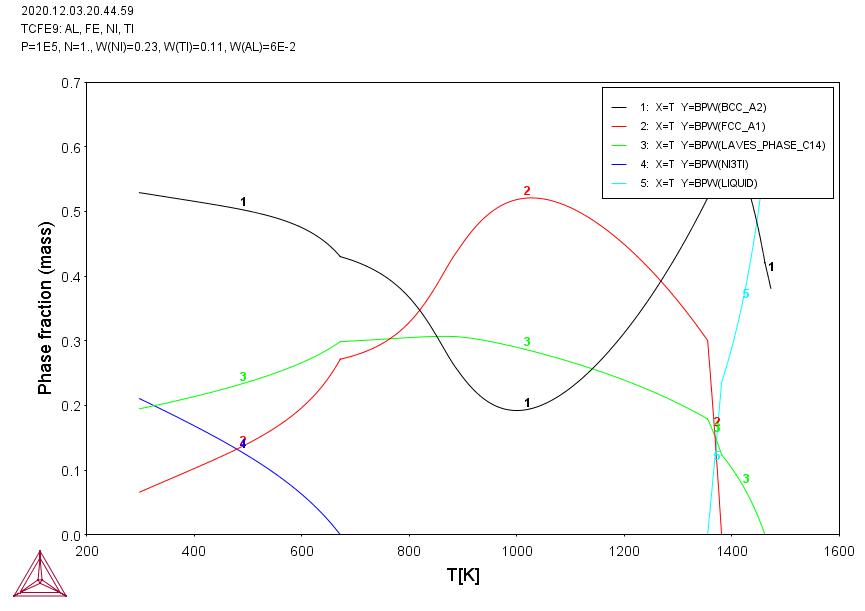 2020.12.03.20.44.59
TCFE9: AL, FE, NI, TI
P=1E5, N=1., W(NI)=0.23, W(TI)=0.11, W(AL)=6E-2
0.7
0.6
0.5
0.4
0.3
0.2
0.1
0.0
Phase fraction (mass)
1: X=T Y=BPW(BCC_A2)
2: X=T Y=BPW(FCC_A1)
3: X=T Y=BPW(LAVES_PHASE_C14)
4: X=T Y=BPW(NI3TI)
5: X=T Y=BPW(LIQUID)
1
2
1
5
3
3
2
4
1
2
3
5
3
200 400 600 800 1000 1200 1400 1600
T[K]